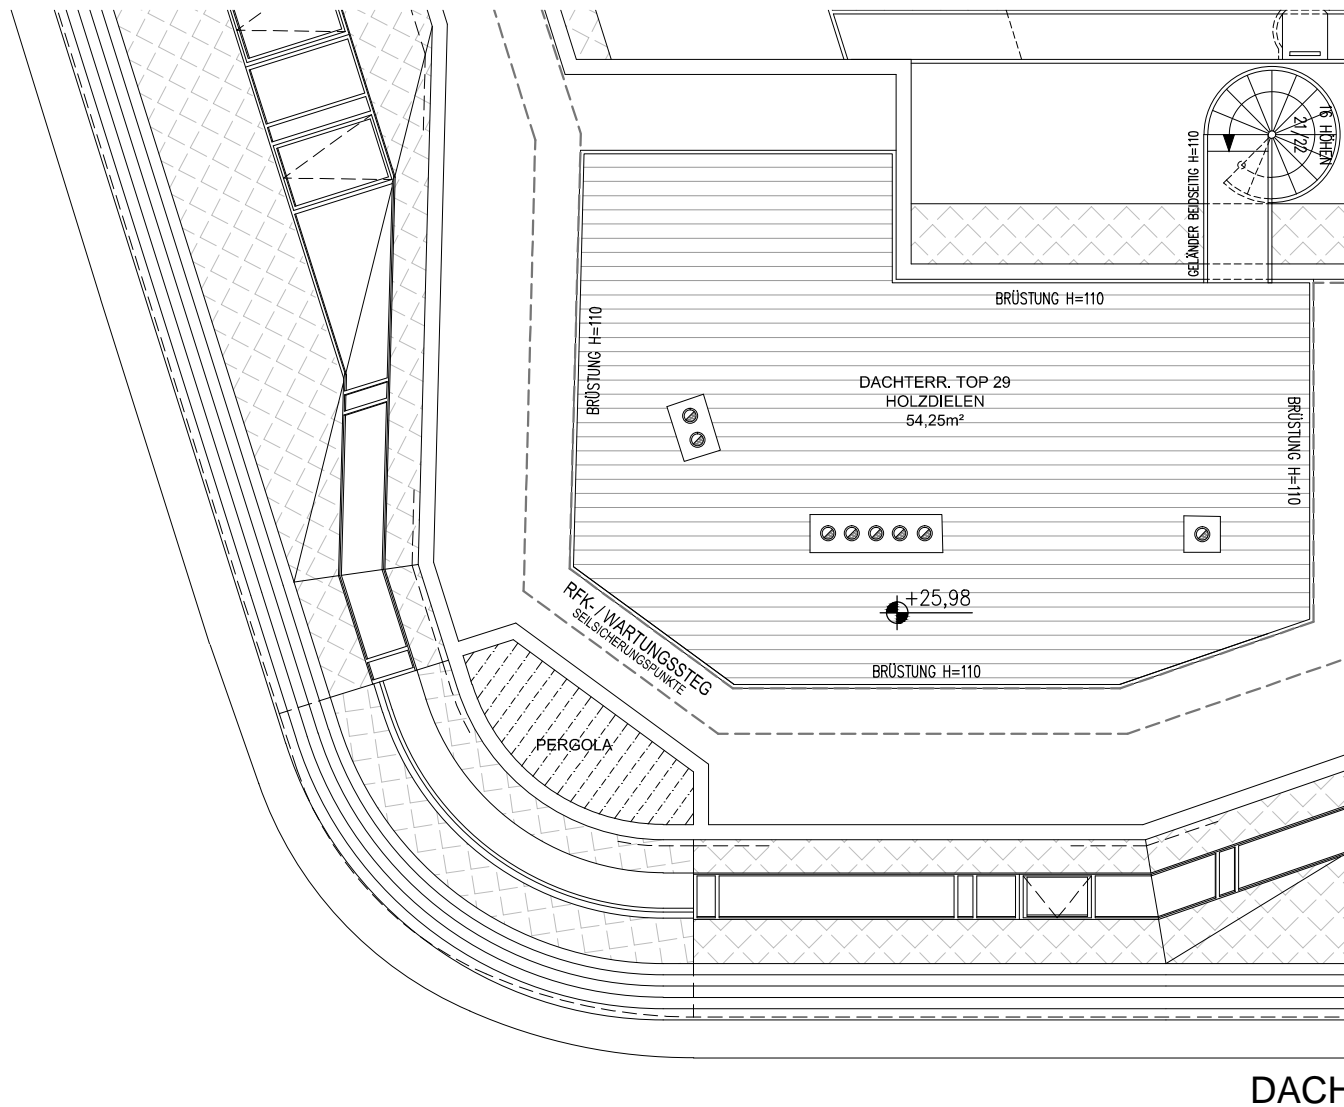 16 HÖHEN
21/22
GELÄNDER BEIDSEITIG H=110
BRÜSTUNG H=110
BRÜSTUNG H=110
DACHTERR. TOP 29
HOLZDIELEN
54,25m²
BRÜSTUNG H=110
+25,98
RFK- / WARTUNGSSTEG
SEILSICHERUNGSPUNKTE
BRÜSTUNG H=110
PERGOLA
DACH